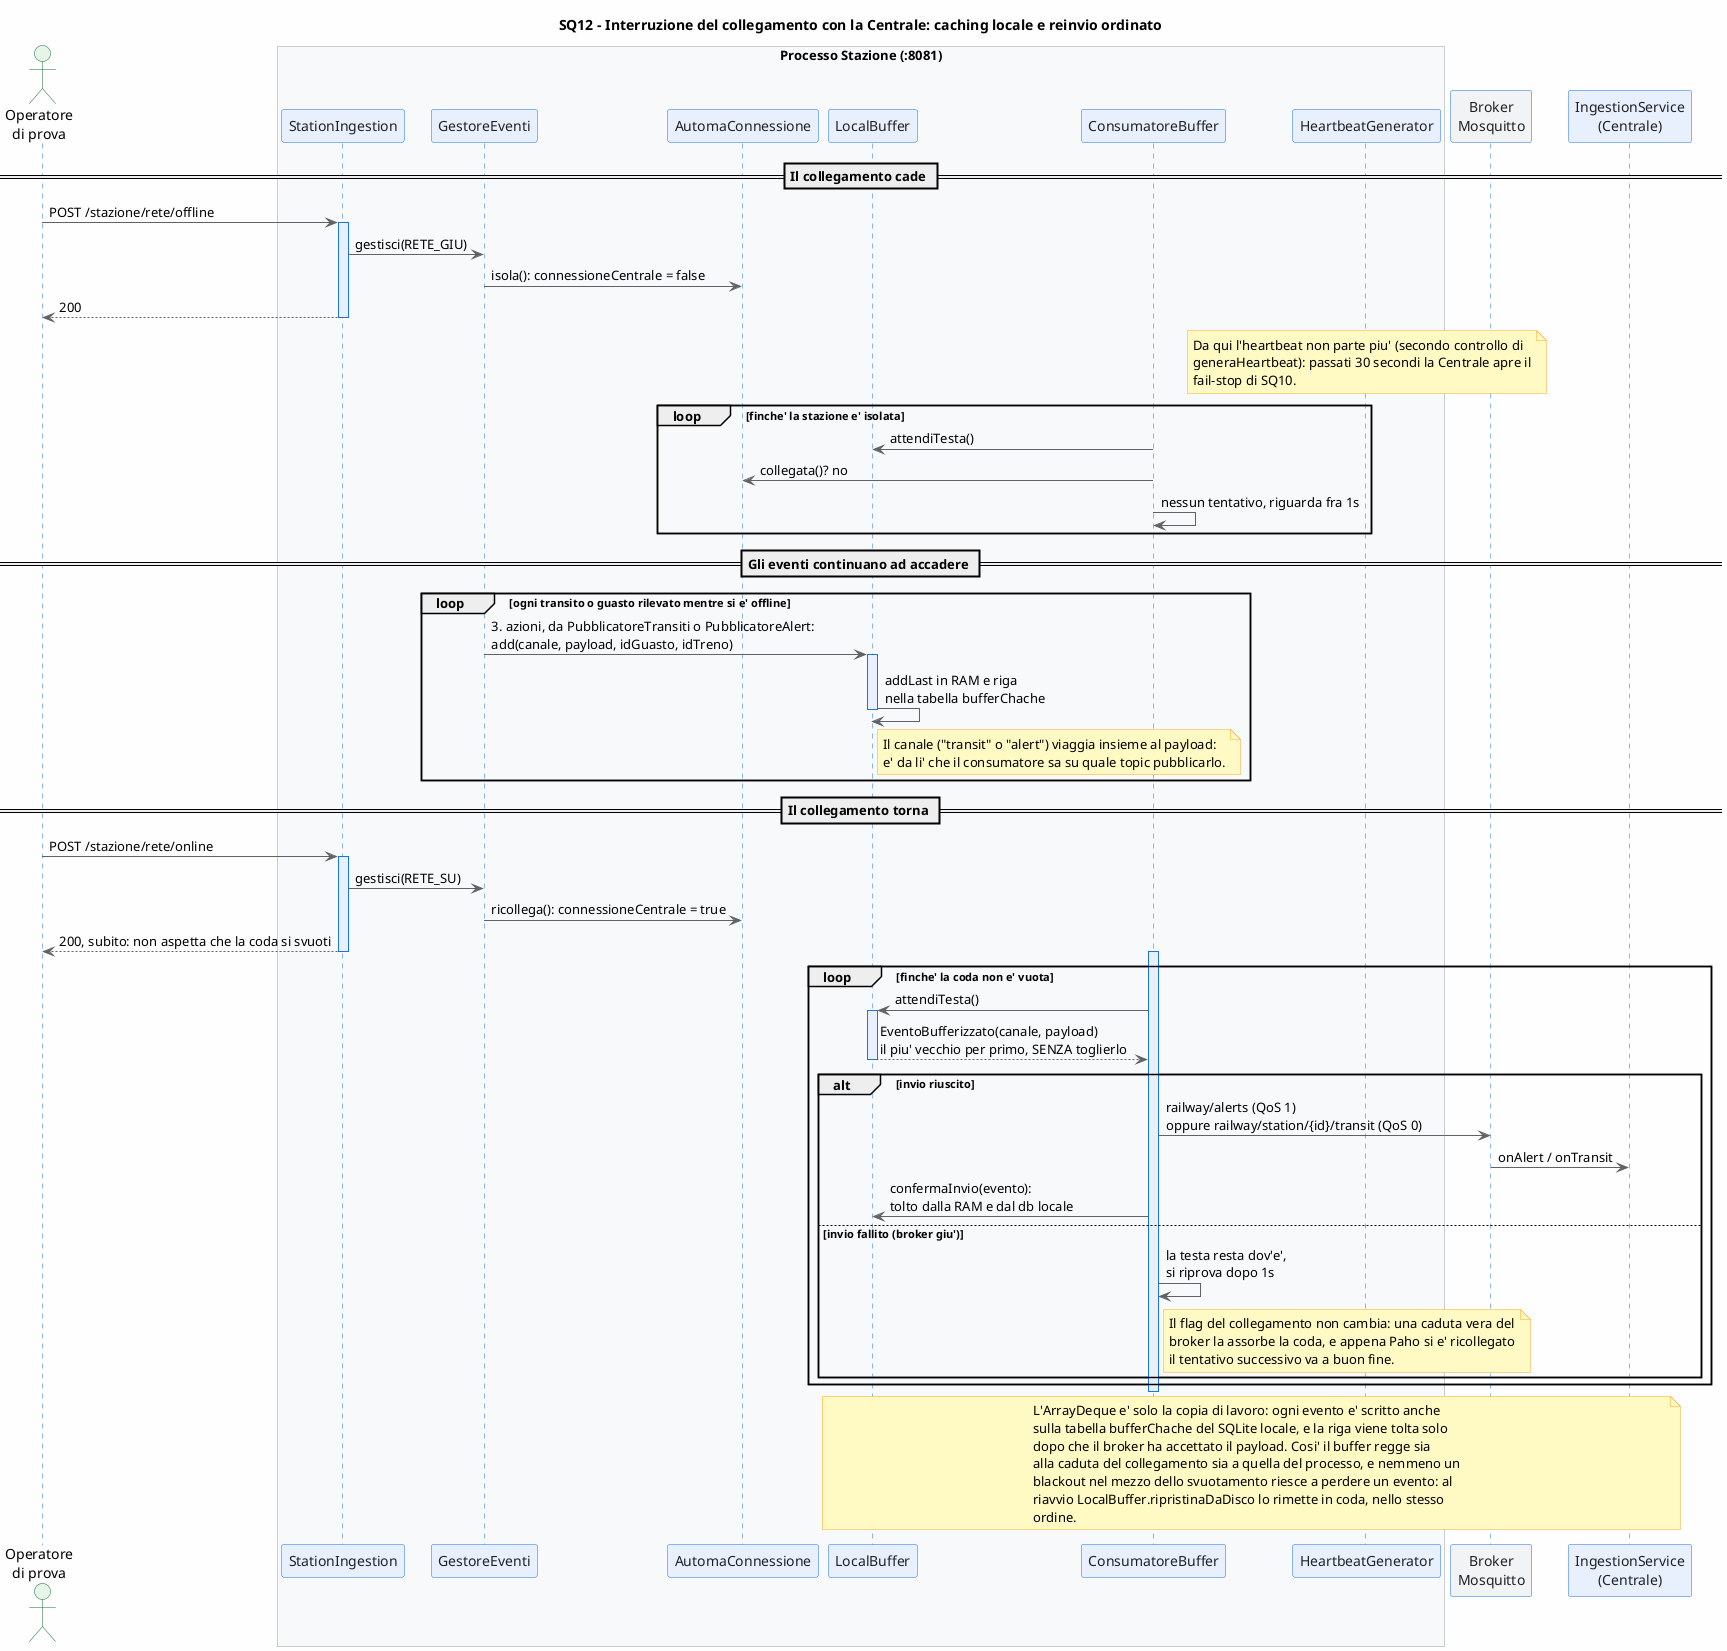 SQ12 - Interruzione del collegamento con la Centrale: caching locale e reinvio ordinato
Processo Stazione (:8081)
Operatore
di prova
StationIngestion
GestoreEventi
AutomaConnessione
LocalBuffer
ConsumatoreBuffer
HeartbeatGenerator
Broker
Mosquitto
IngestionService
(Centrale)
Il collegamento cade
POST /stazione/rete/offline
gestisci(RETE_GIU)
isola(): connessioneCentrale = false
200
Da qui l'heartbeat non parte piu' (secondo controllo di
generaHeartbeat): passati 30 secondi la Centrale apre il
fail-stop di SQ10.
loop
[finche' la stazione e' isolata]
attendiTesta()
collegata()? no
nessun tentativo, riguarda fra 1s
Gli eventi continuano ad accadere
loop
[ogni transito o guasto rilevato mentre si e' offline]
3. azioni, da PubblicatoreTransiti o PubblicatoreAlert:
add(canale, payload, idGuasto, idTreno)
addLast in RAM e riga
nella tabella bufferChache
Il canale ("transit" o "alert") viaggia insieme al payload:
e' da li' che il consumatore sa su quale topic pubblicarlo.
Il collegamento torna
POST /stazione/rete/online
gestisci(RETE_SU)
ricollega(): connessioneCentrale = true
200, subito: non aspetta che la coda si svuoti
loop
[finche' la coda non e' vuota]
attendiTesta()
EventoBufferizzato(canale, payload)
il piu' vecchio per primo, SENZA toglierlo
alt
[invio riuscito]
railway/alerts (QoS 1)
oppure railway/station/{id}/transit (QoS 0)
onAlert / onTransit
confermaInvio(evento):
tolto dalla RAM e dal db locale
[invio fallito (broker giu')]
la testa resta dov'e',
si riprova dopo 1s
Il flag del collegamento non cambia: una caduta vera del
broker la assorbe la coda, e appena Paho si e' ricollegato
il tentativo successivo va a buon fine.
L'ArrayDeque e' solo la copia di lavoro: ogni evento e' scritto anche
sulla tabella bufferChache del SQLite locale, e la riga viene tolta solo
dopo che il broker ha accettato il payload. Cosi' il buffer regge sia
alla caduta del collegamento sia a quella del processo, e nemmeno un
blackout nel mezzo dello svuotamento riesce a perdere un evento: al
riavvio LocalBuffer.ripristinaDaDisco lo rimette in coda, nello stesso
ordine.
Operatore
di prova
StationIngestion
GestoreEventi
AutomaConnessione
LocalBuffer
ConsumatoreBuffer
HeartbeatGenerator
Broker
Mosquitto
IngestionService
(Centrale)